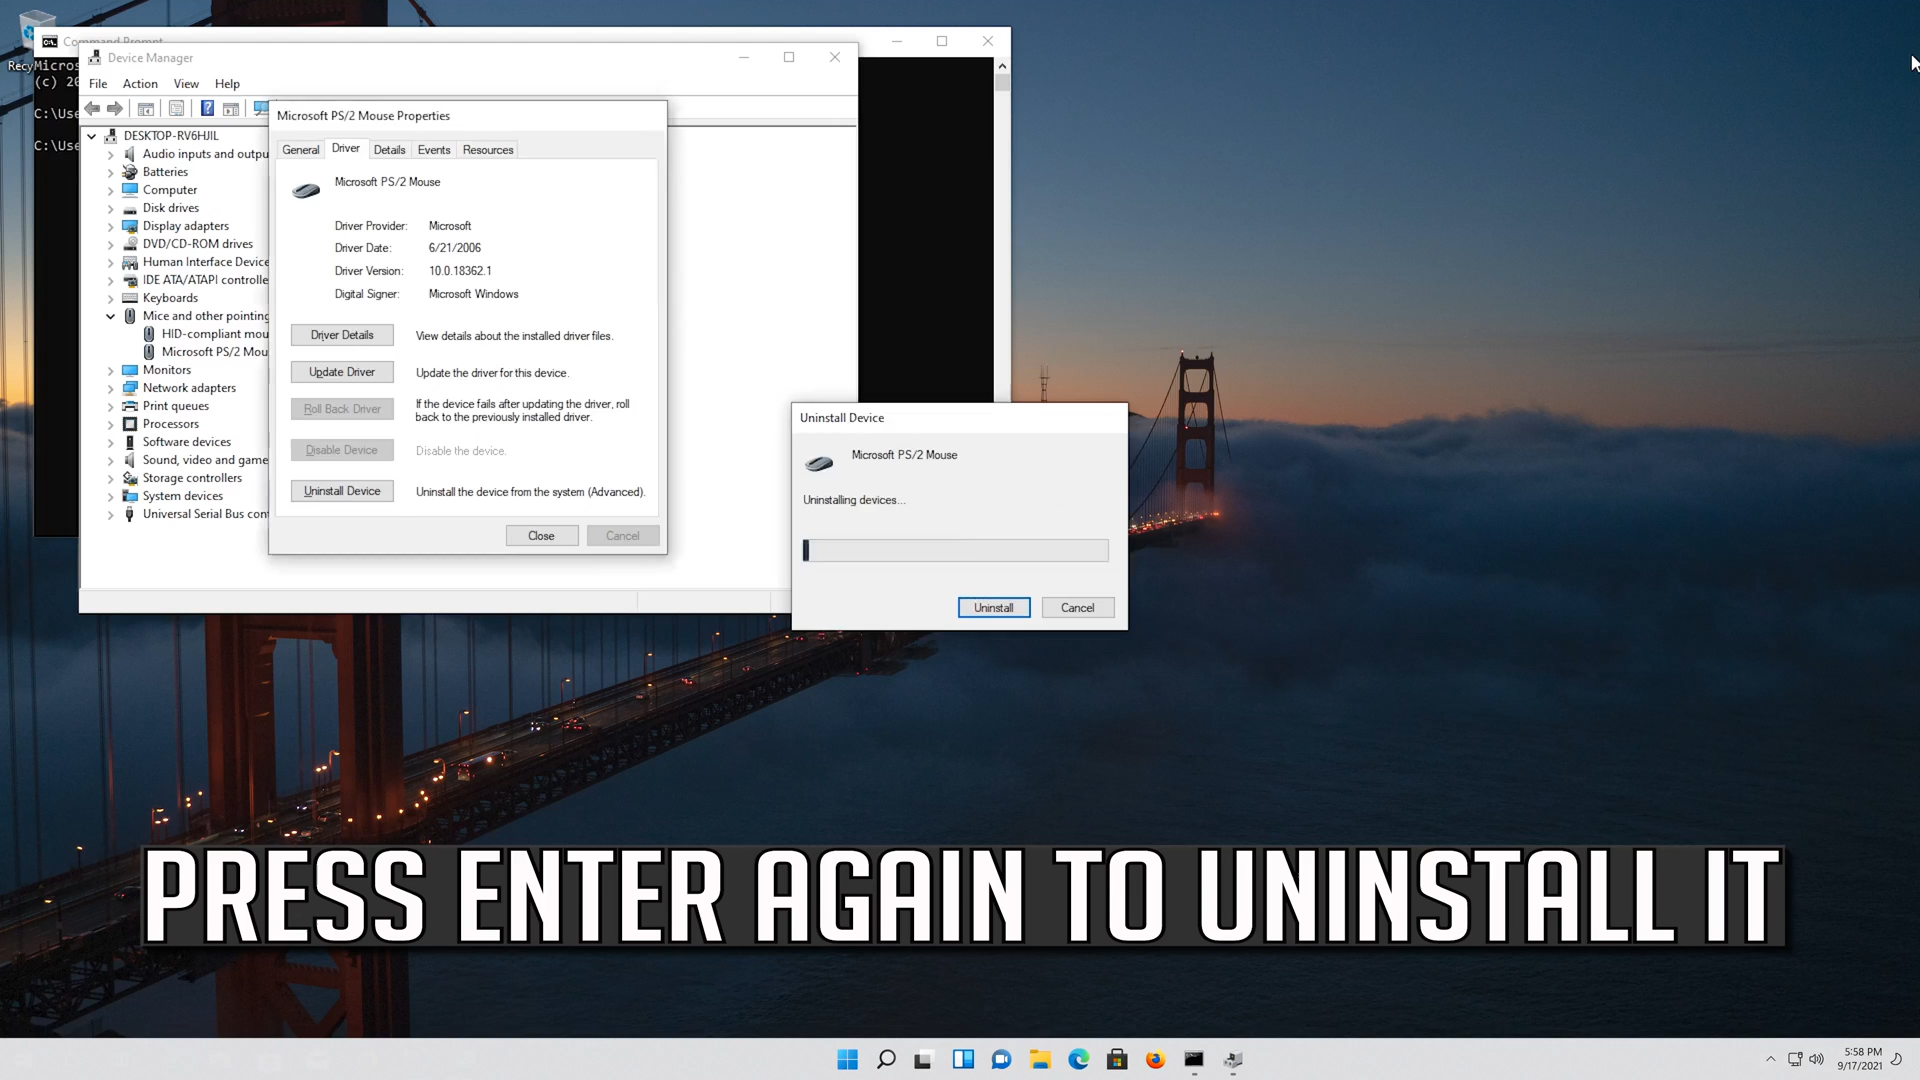 Command Prompt
Device Manager
Recy
Micros
(c) 20
C:\Use
C:\Use
File Action View Help
DESKTOP-RV6HJIL
Audio inputs and outpu
Batteries
Computer
Disk drives
Display adapters
DVD/CD-ROM drives
Human Interface Device
IDE ATA/ATAPI controlle
Keyboards
Mice and other pointing
HID-compliant mou
Microsoft PS/2 Mou
Monitors
Network adapters
Print queues
Processors
Software devices
Sound, video and game
Storage controllers
System devices
Universal Serial Bus cont
Microsoft PS/2 Mouse Properties
General Driver Details Events Resources
Microsoft PS/2 Mouse
Driver Provider: Microsoft
Driver Date: 6/21/2006
Driver Version: 10.0.18362.1
Digital Signer: Microsoft Windows
Driver Details View details about the installed driver files.
Update Driver Update the driver for this device.
Roll Back Driver If the device fails after updating the driver, roll
back to the previously installed driver.
Disable Device Disable the device.
Uninstall Device Uninstall the device from the system (Advanced).
Close Cancel
Uninstall Device
Microsoft PS/2 Mouse
Uninstalling devices...
Uninstall Cancel
PRESS ENTER AGAIN TO UNINSTALL IT
5:58 PM
9/17/2021